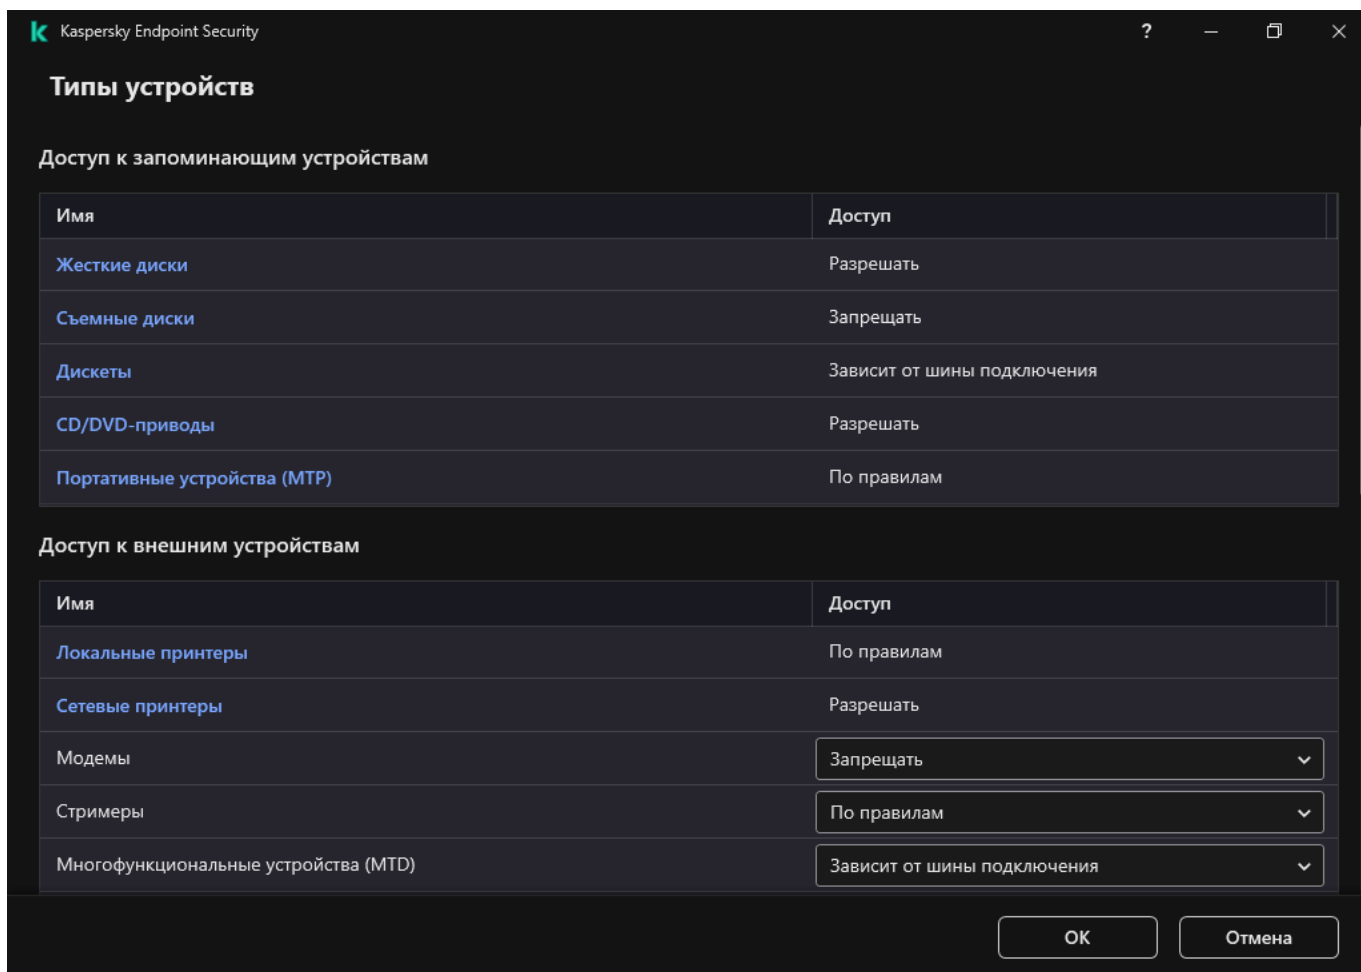 Kaspersky Endpoint Security ?
Типы устройств
Доступ к запоминающим устройствам
Имя Доступ
Жесткие диски Разрешать
Съемные диски Запрещать
Дискеты Зависит от шины подключения
CD/DVD-приводы Разрешать
Портативные устройства (MTP) По правилам
Доступ к внешним устройствам
Имя Доступ
Локальные принтеры По правилам
Сетевые принтеры Разрешать
Модемы Запрещать
Стримеры По правилам
Многофункциональные устройства (MTD) Зависит от шины подключения
ОК Отмена